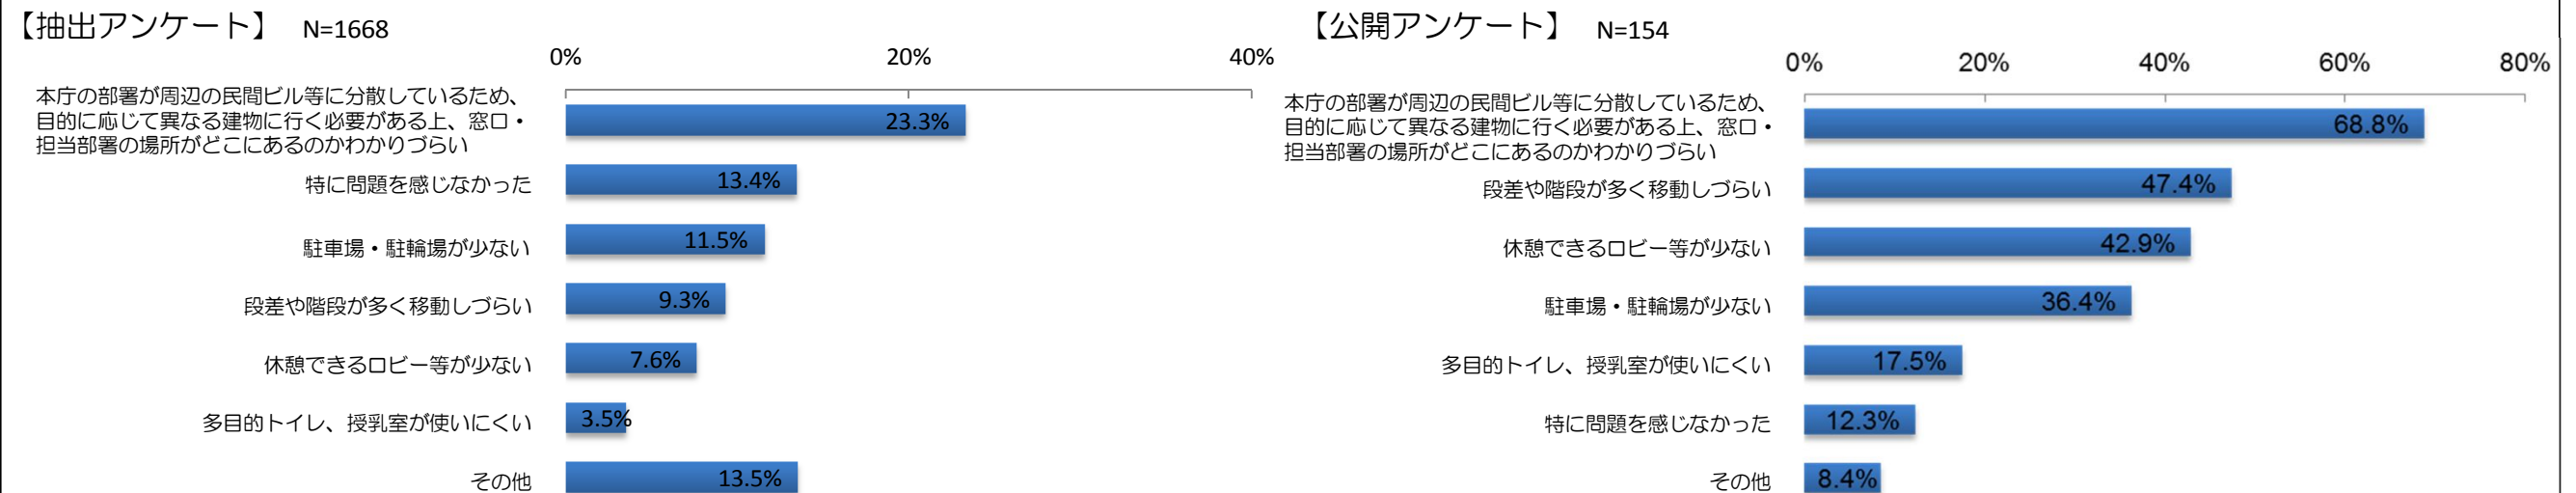 【抽出アンケート】 N=1668
0% 20% 40%
本庁の部署が周辺の民間ビル等に分散しているため、
目的に応じて異なる建物に行く必要がある上、窓口・
担当部署の場所がどこにあるのかわかりづらい
23.3%
特に問題を感じなかった 13.4%
駐車場・駐輪場が少ない 11.5%
段差や階段が多く移動しづらい 9.3%
休憩できるロビー等が少ない 7.6%
多目的トイレ、授乳室が使いにくい 3.5%
その他 13.5%
【公開アンケート】 N=154
0% 20% 40% 60% 80%
本庁の部署が周辺の民間ビル等に分散しているため、
目的に応じて異なる建物に行く必要がある上、窓口・
担当部署の場所がどこにあるのかわかりづらい
68.8%
段差や階段が多く移動しづらい 47.4%
休憩できるロビー等が少ない 42.9%
駐車場・駐輪場が少ない 36.4%
多目的トイレ、授乳室が使いにくい 17.5%
特に問題を感じなかった 12.3%
その他 8.4%